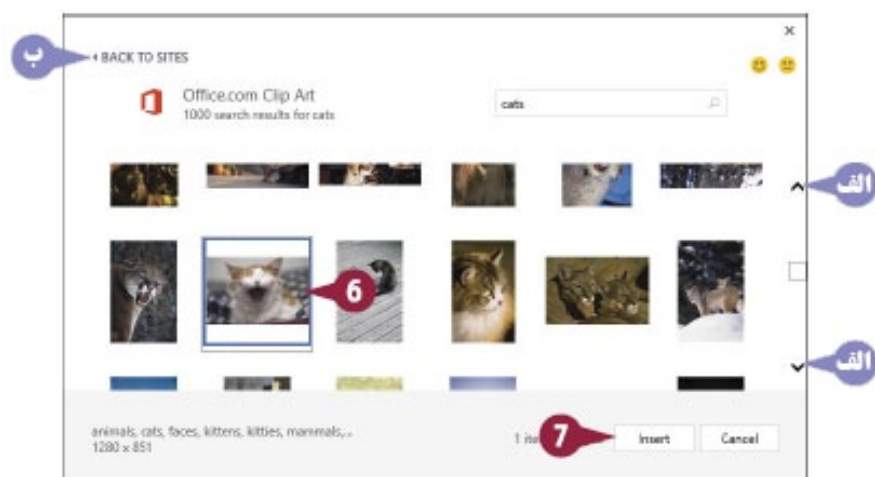 ×
ب
‹ BACK TO SITES
Office.com Clip Art
1000 search results for cats
cats
الف
6
الف
animals, cats, faces, kittens, kitties, mammals,...
1280 x 851
1
7
Insert
Cancel